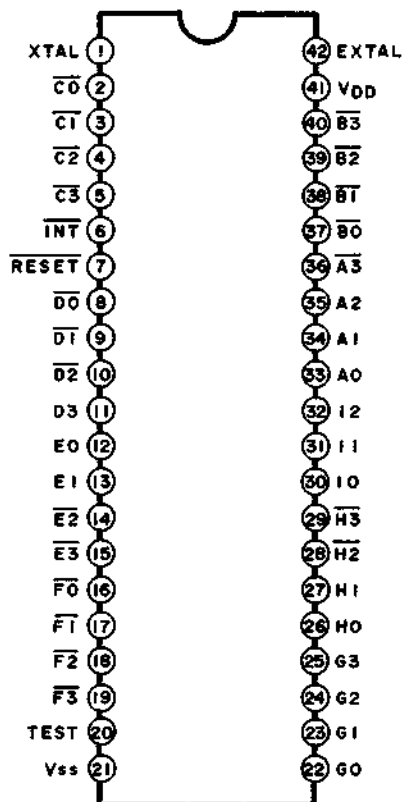 XTAL 1 42 EXTAL
C0 2 41 VDD
C1 3 40 B3
C2 4 39 B2
C3 5 38 B1
INT 6 37 B0
RESET 7 36 A3
D0 8 35 A2
D1 9 34 A1
D2 10 33 A0
D3 11 32 I2
E0 12 31 I1
E1 13 30 I0
E2 14 29 H3
E3 15 28 H2
F0 16 27 H1
F1 17 26 H0
F2 18 25 G3
F3 19 24 G2
TEST 20 23 G1
Vss 21 22 G0